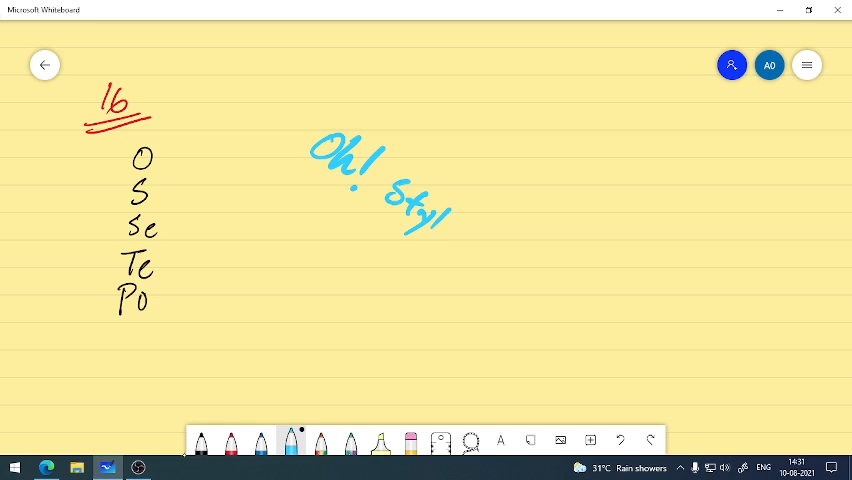 Microsoft Whiteboard
A0
16
O
S
Se
Te
Po
Oh! Styl
A
31°C Rain showers
ENG
14:31
10-08-2021